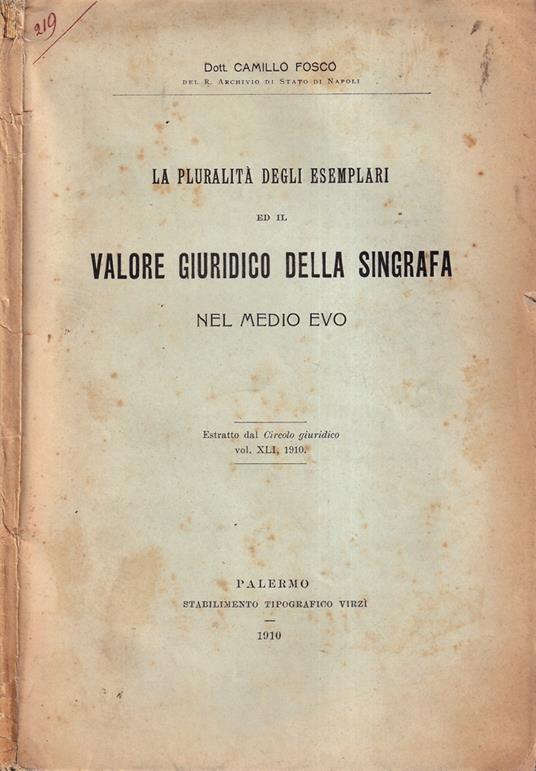 219
Dott. CAMILLO FOSCO
DEL R. ARCHIVIO DI STATO DI NAPOLI
LA PLURALITÀ DEGLI ESEMPLARI
ED IL
VALORE GIURIDICO DELLA SINGRAFA
NEL MEDIO EVO
Estratto dal Circolo giuridico
vol. XLI, 1910.
PALERMO
STABILIMENTO TIPOGRAFICO VIRZÌ
1910